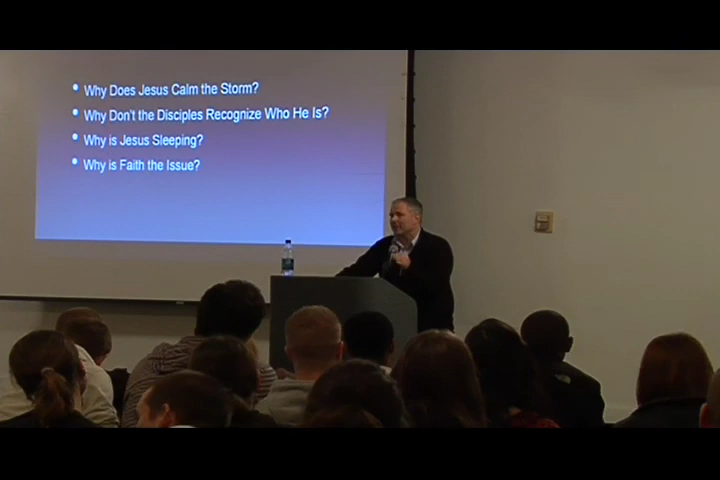 • Why Does Jesus Calm the Storm?
• Why Don't the Disciples Recognize Who He Is?
• Why is Jesus Sleeping?
• Why is Faith the Issue?